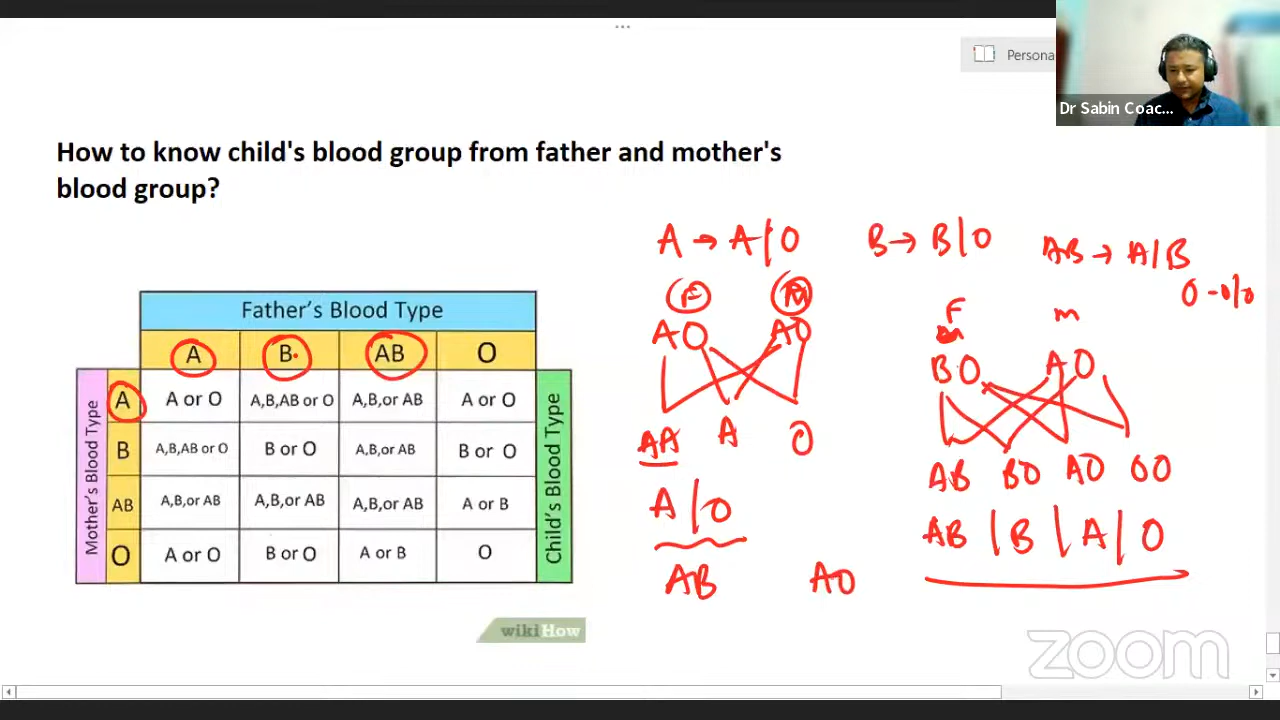 Persona
Dr Sabin Coac...
How to know child's blood group from father and mother's
blood group?
A → A/O B → B/O AB → A/B
O - O/O
F M F m
AO AO BO AO
AA A O AB BO AO OO
A/O AB | B | A | O
AB AO
Father's Blood Type
A B AB O
Mother's Blood Type
Child's Blood Type
A A or O A,B,AB or O A,B,or AB A or O
B A,B,AB or O B or O A,B,or AB B or O
AB A,B,or AB A,B,or AB A,B,or AB A or B
O A or O B or O A or B O
wikiHow
zoom